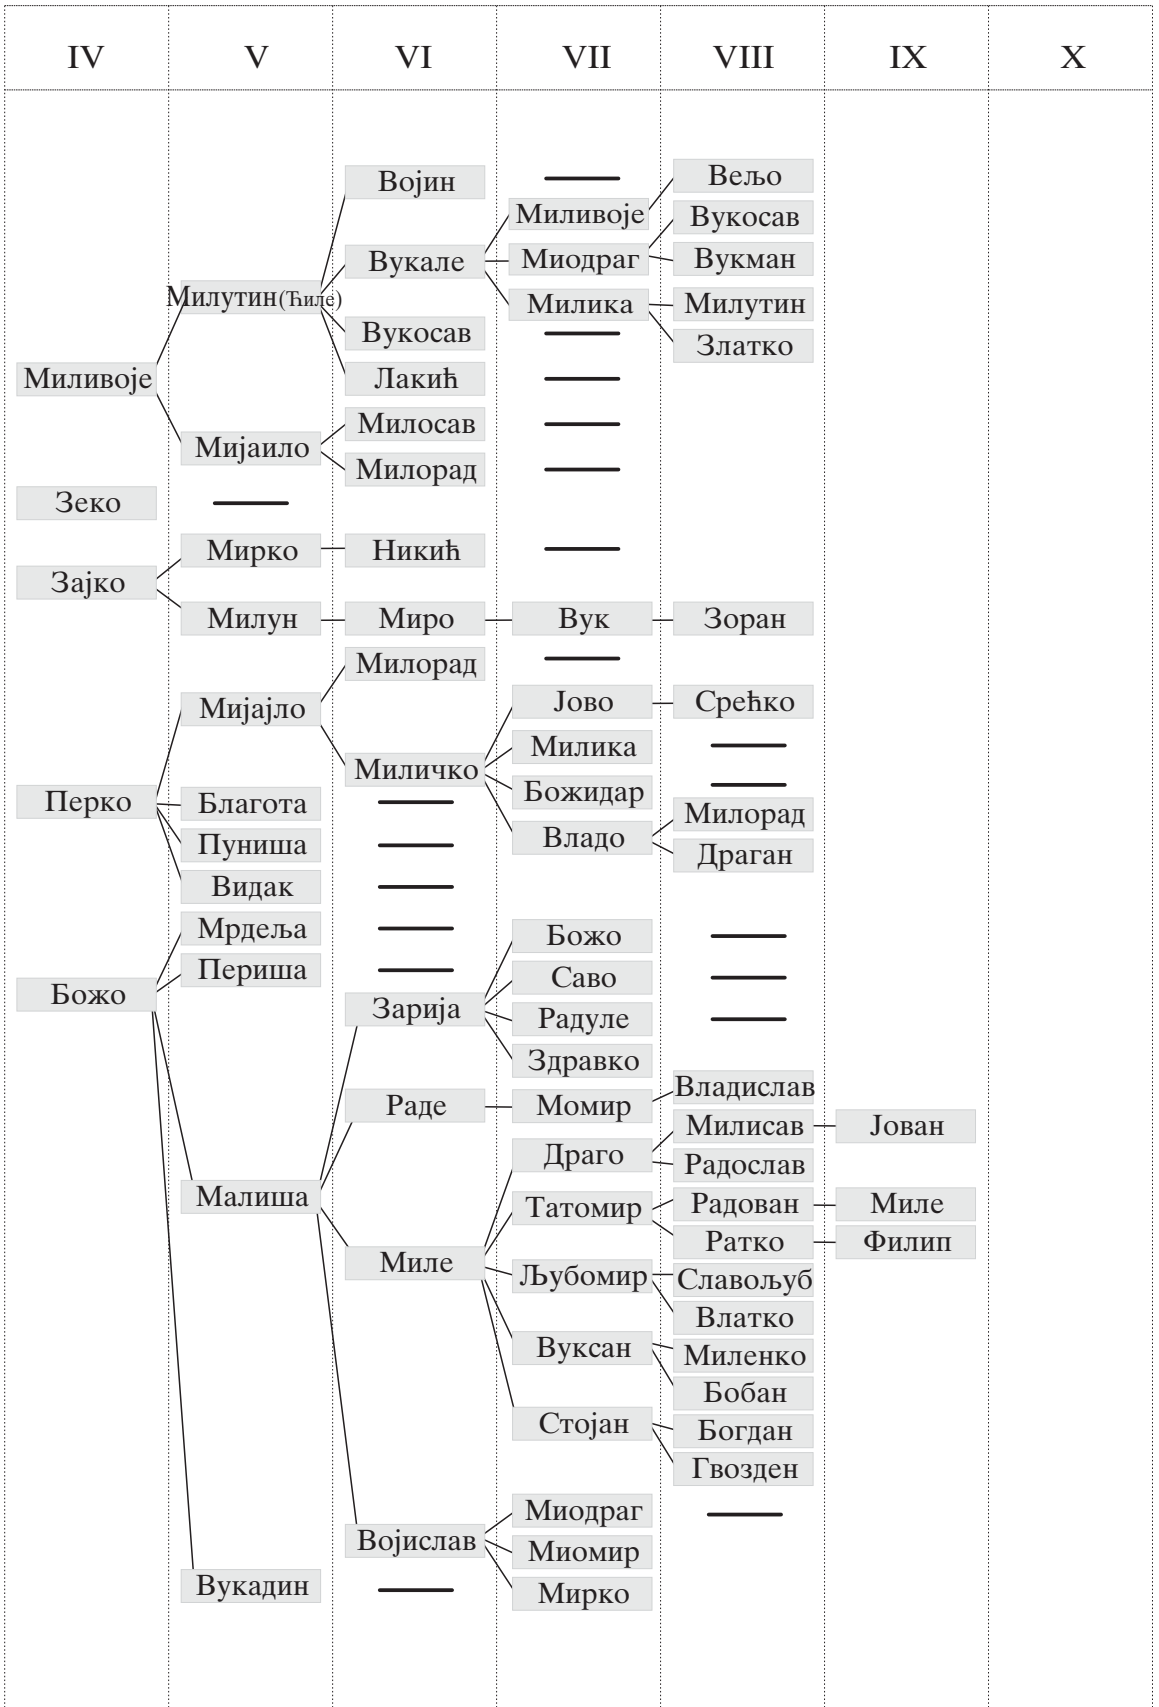 IV V VI VII VIII IX X
Војин Вељо
Миливоје Вукосав
Вукале Миодраг Вукман
Милутин (Ћиле) Милика Милутин
Вукосав Златко
Миливоје Лакић
Милосав
Мијаило
Милорад
Зеко
Мирко Никић
Зајко
Милун Миро Вук Зоран
Милорад
Мијајло Јово Срећко
Милика
Миличко
Божидар
Перко Благота Милорад
Пуниша Владо Драган
Видак
Мрдеља Божо
Периша Саво
Божо Зарија Радуле
Здравко
Владислав
Раде Момир
Милисав Јован
Драго Радослав
Малиша Татомир Радован Миле
Ратко Филип
Миле Љубомир Славољуб
Влатко
Вуксан Миленко
Бобан
Стојан Богдан
Гвозден
Миодраг
Војислав Миомир
Вукадин Мирко